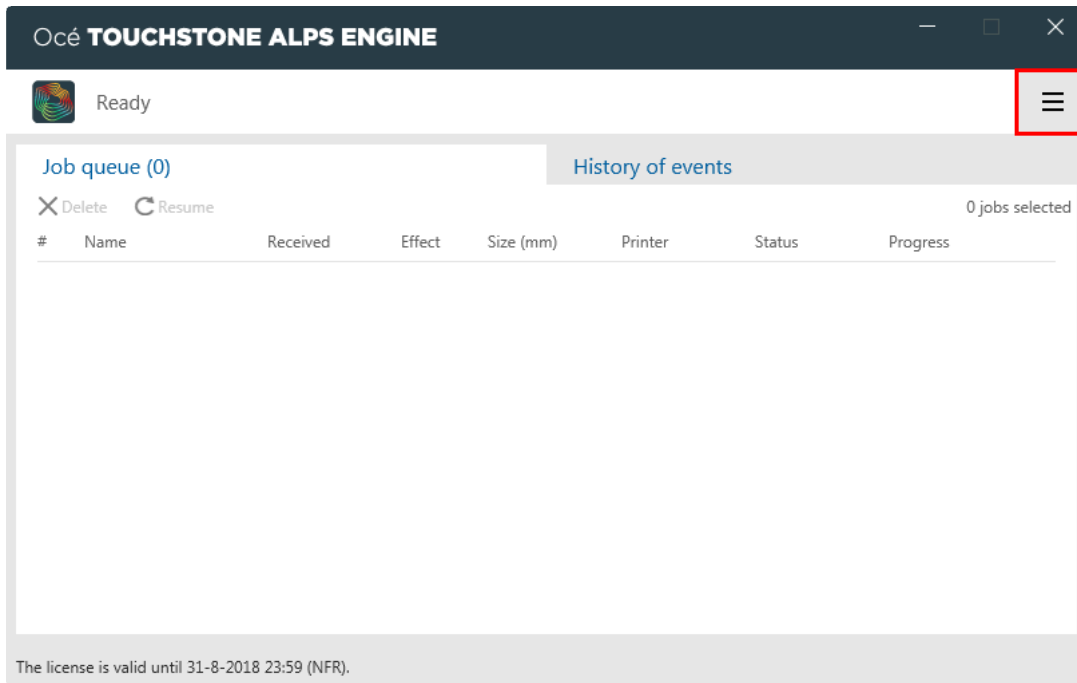 Océ TOUCHSTONE ALPS ENGINE
Ready
Job queue (0)
History of events
Delete
Resume
0 jobs selected
# Name Received Effect Size (mm) Printer Status Progress
The license is valid until 31-8-2018 23:59 (NFR).